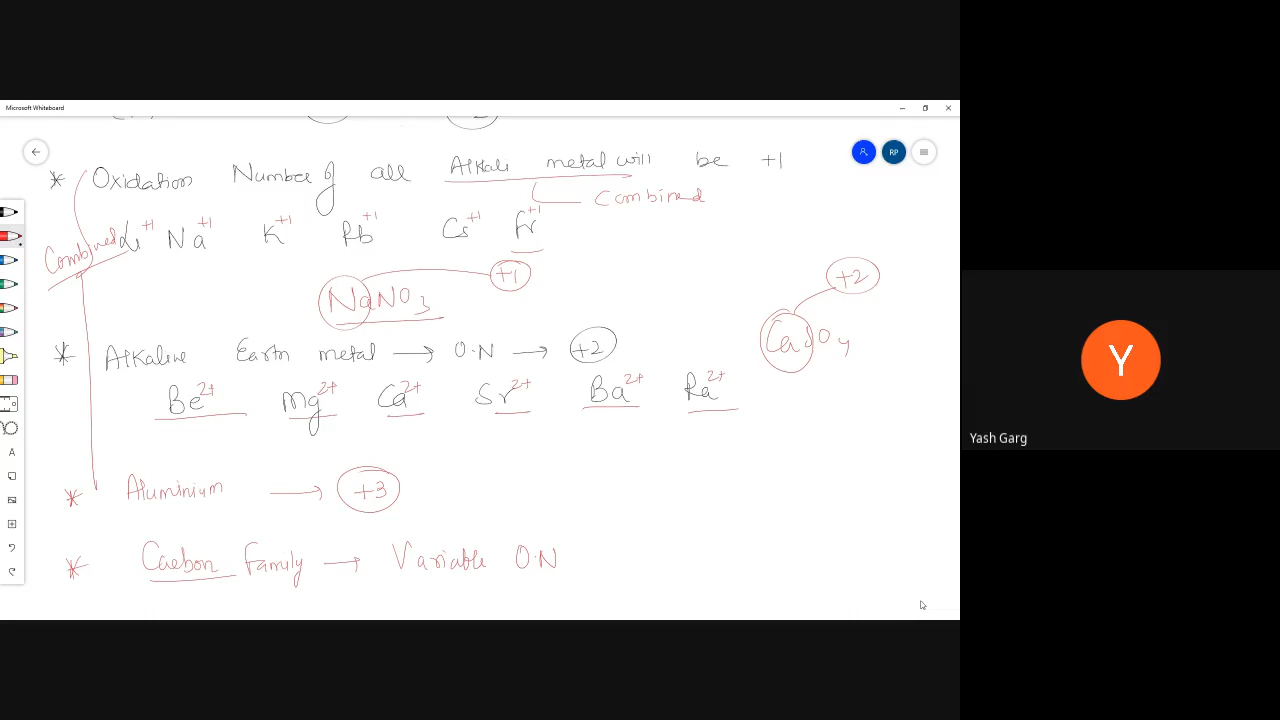 Microsoft Whiteboard
RP
* Oxidation Number of all Alkali metal will be +1
Combined
Combined
Li+1 Na+1 K+1 Rb+1 Cs+1 Fr+1
NaNO3 +1
+2
CaSO4
* Alkaline Earth metal → O.N → +2
Be2+ Mg2+ Ca2+ Sr2+ Ba2+ Ra2+
* Aluminium → +3
* Carbon Family → Variable O.N
Y
Yash Garg
A